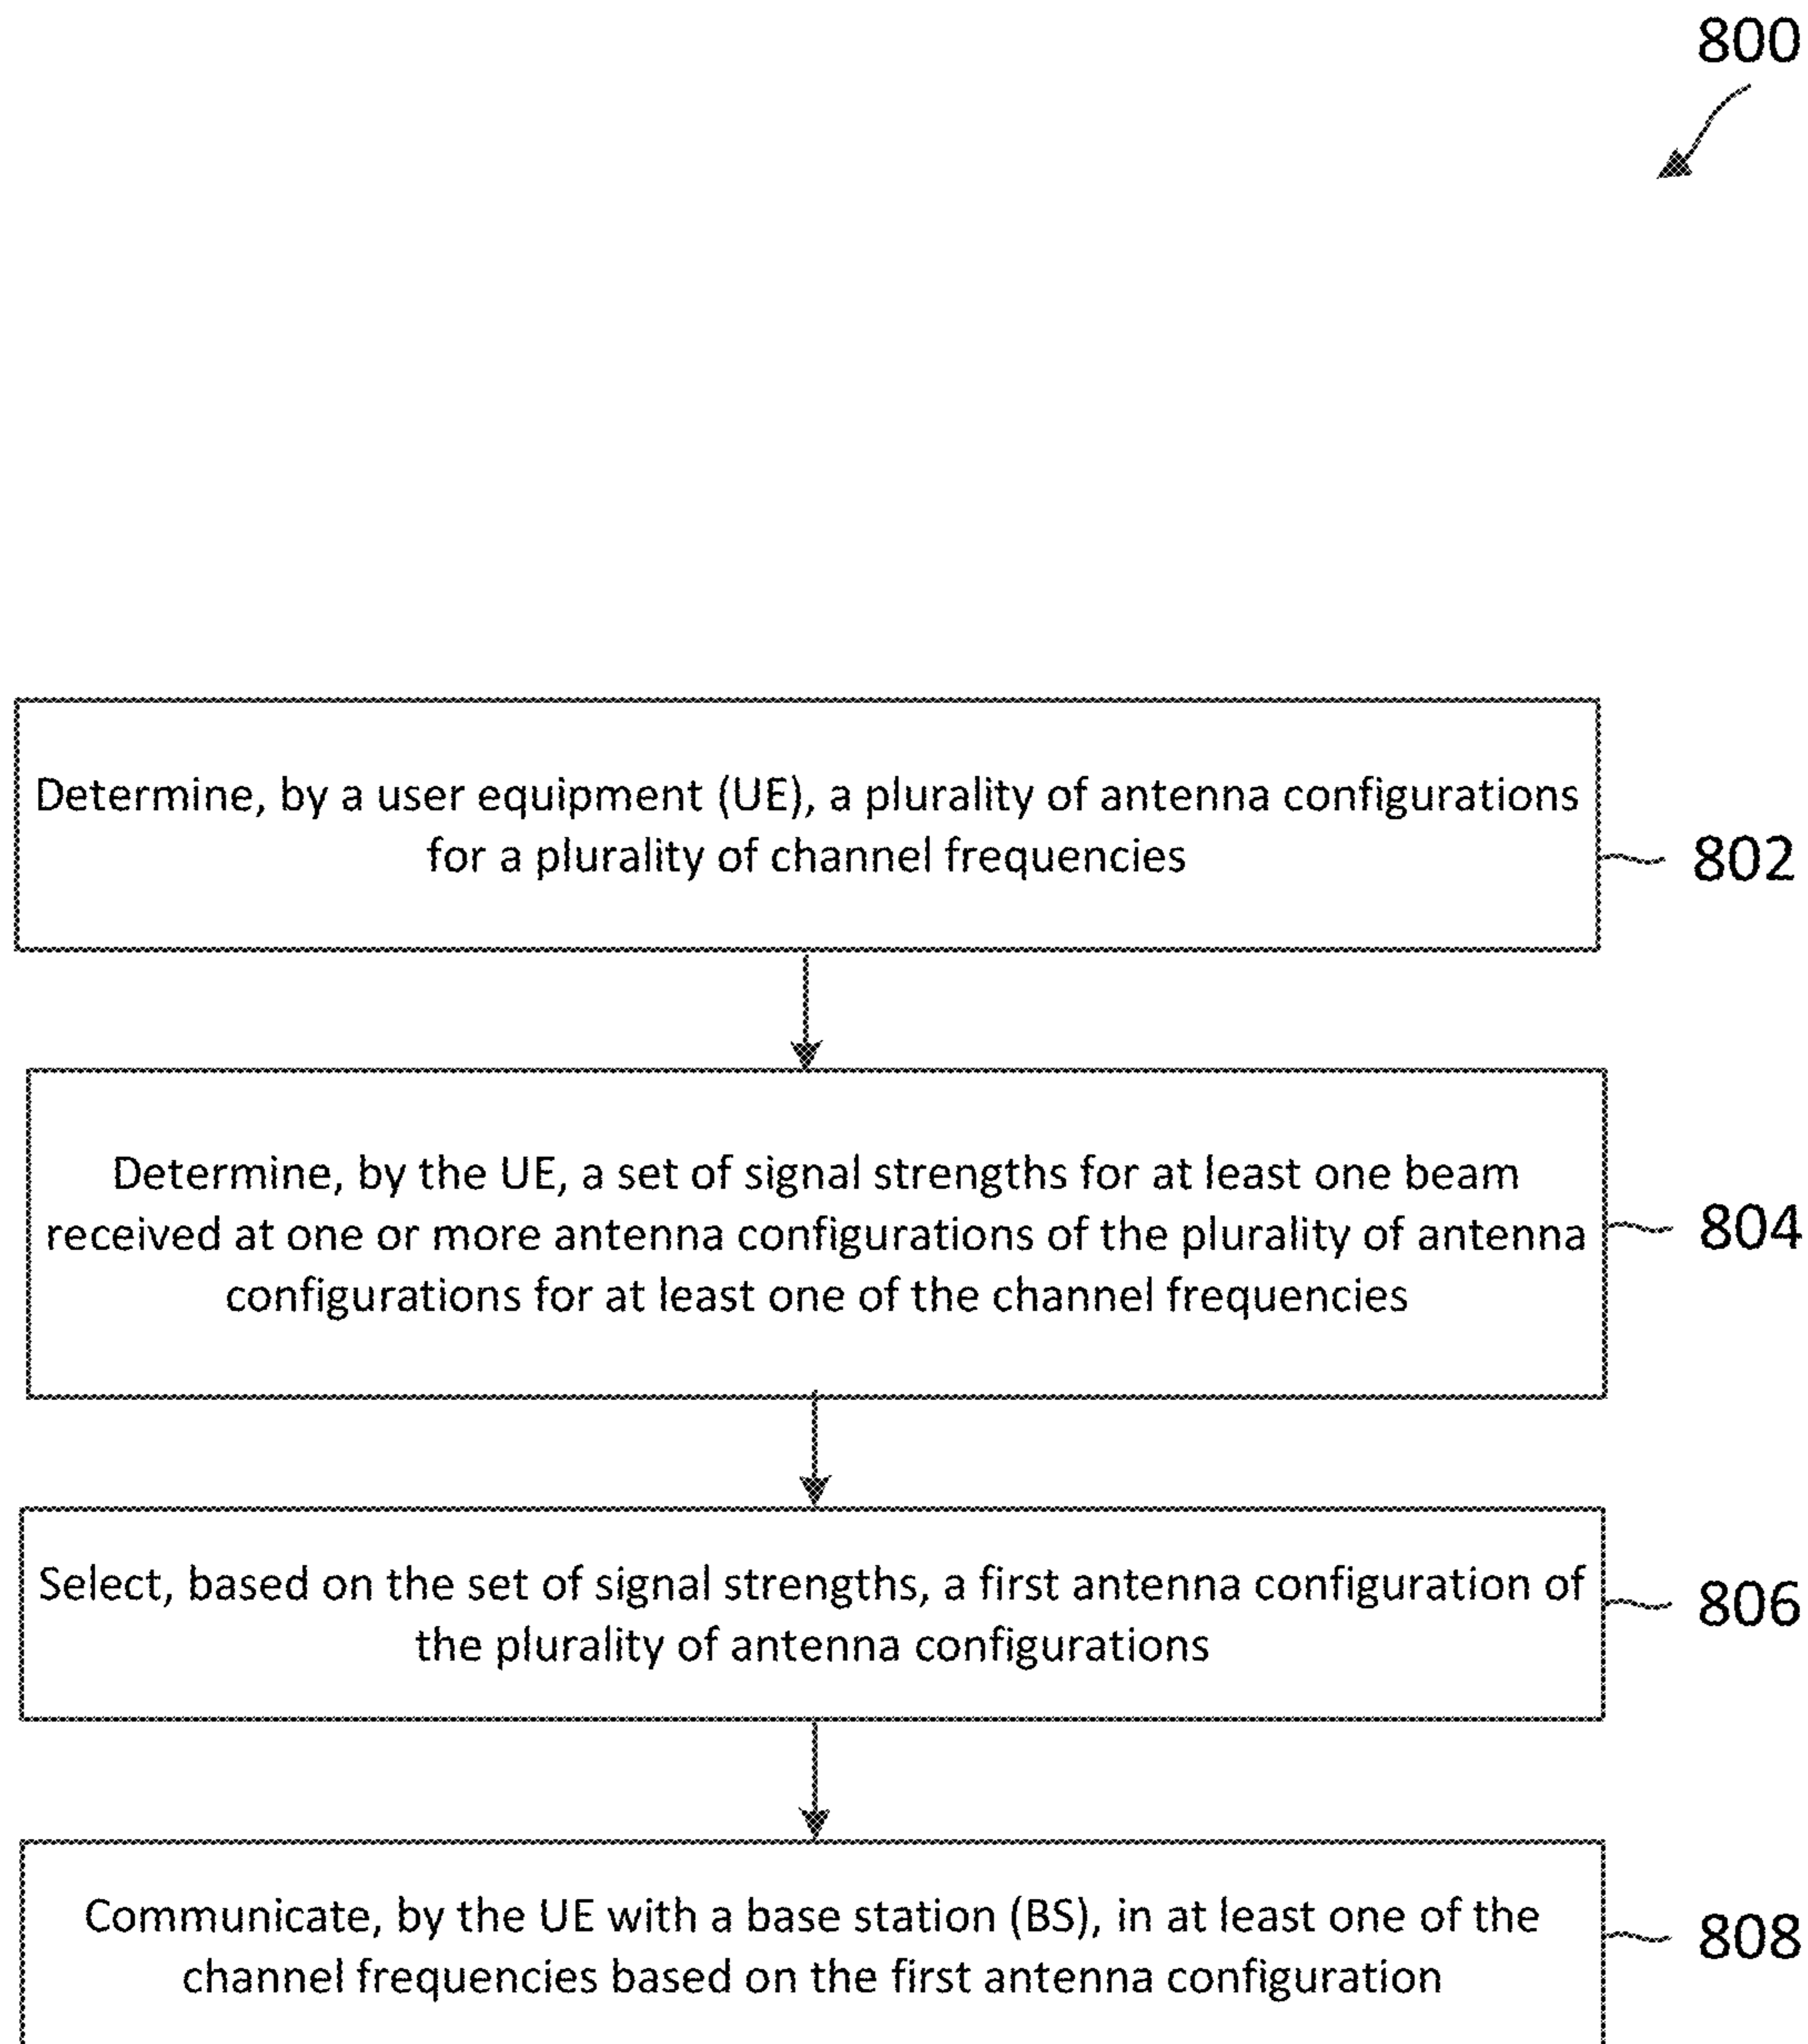 800
Determine, by a user equipment (UE), a plurality of antenna configurations
for a plurality of channel frequencies
802
Determine, by the UE, a set of signal strengths for at least one beam
received at one or more antenna configurations of the plurality of antenna
configurations for at least one of the channel frequencies
804
Select, based on the set of signal strengths, a first antenna configuration of
the plurality of antenna configurations
806
Communicate, by the UE with a base station (BS), in at least one of the
channel frequencies based on the first antenna configuration
808